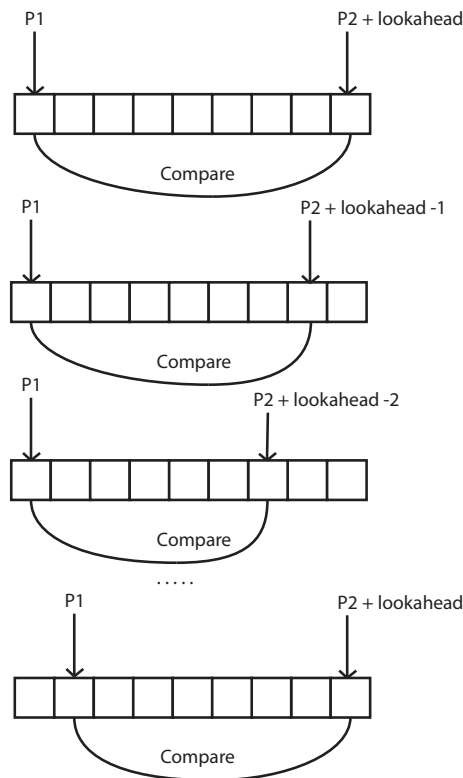 P1
P2 + lookahead
Compare
P1
P2 + lookahead -1
Compare
P1
P2 + lookahead -2
Compare
.....
P1
P2 + lookahead
Compare